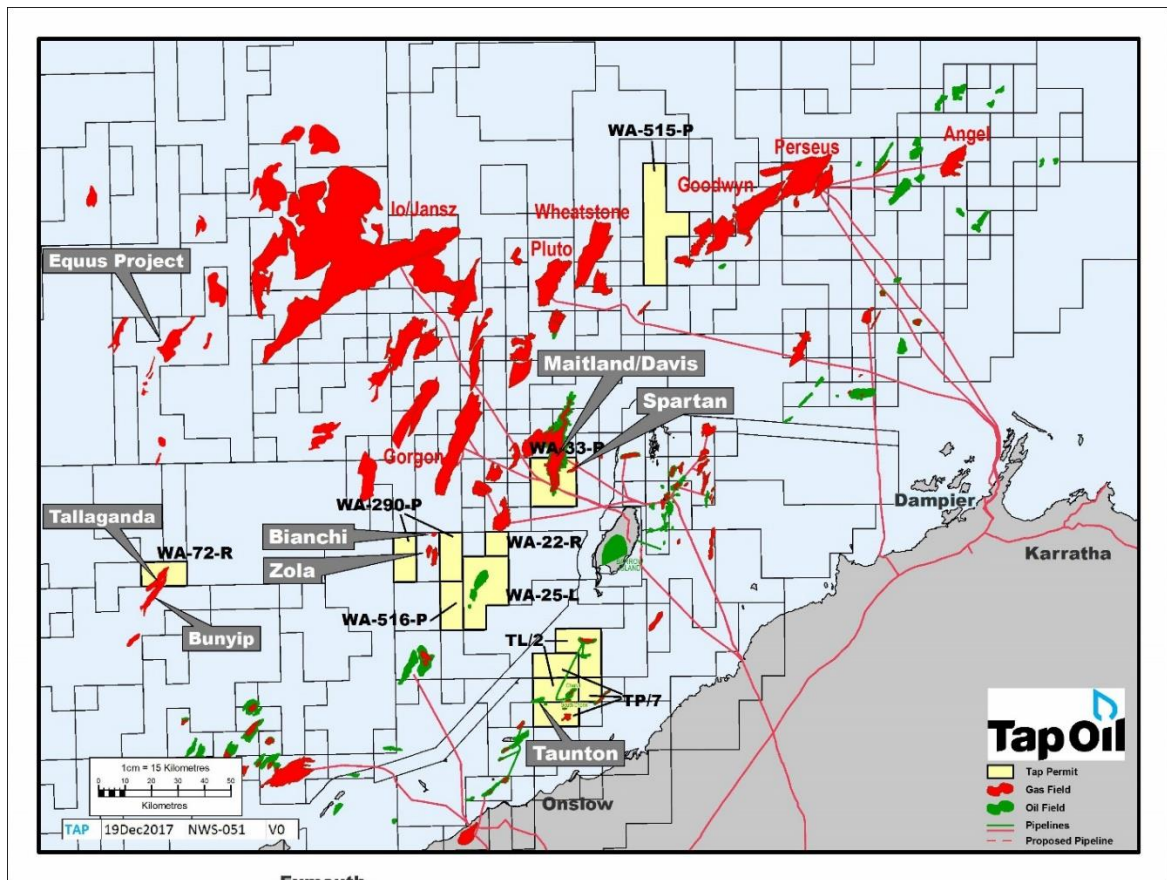 WA-515-P
Perseus
Angel
Goodwyn
Io/Jansz
Wheatstone
Pluto
Equus Project
Maitland/Davis
Spartan
WA-33-P
Gorgon
Dampier
WA-290-P
Tallaganda
Bianchi
WA-22-R
WA-72-R
Karratha
Zola
WA-25-L
WA-516-P
Bunyip
TL/2
TP/7
Taunton
Onslow
Tap Oil
Tap Permit
Gas Field
Oil Field
Pipelines
Proposed Pipeline
1cm = 15 Kilometres
0 10 20 30 40 50
Kilometres
TAP 19Dec2017 NWS-051 V0